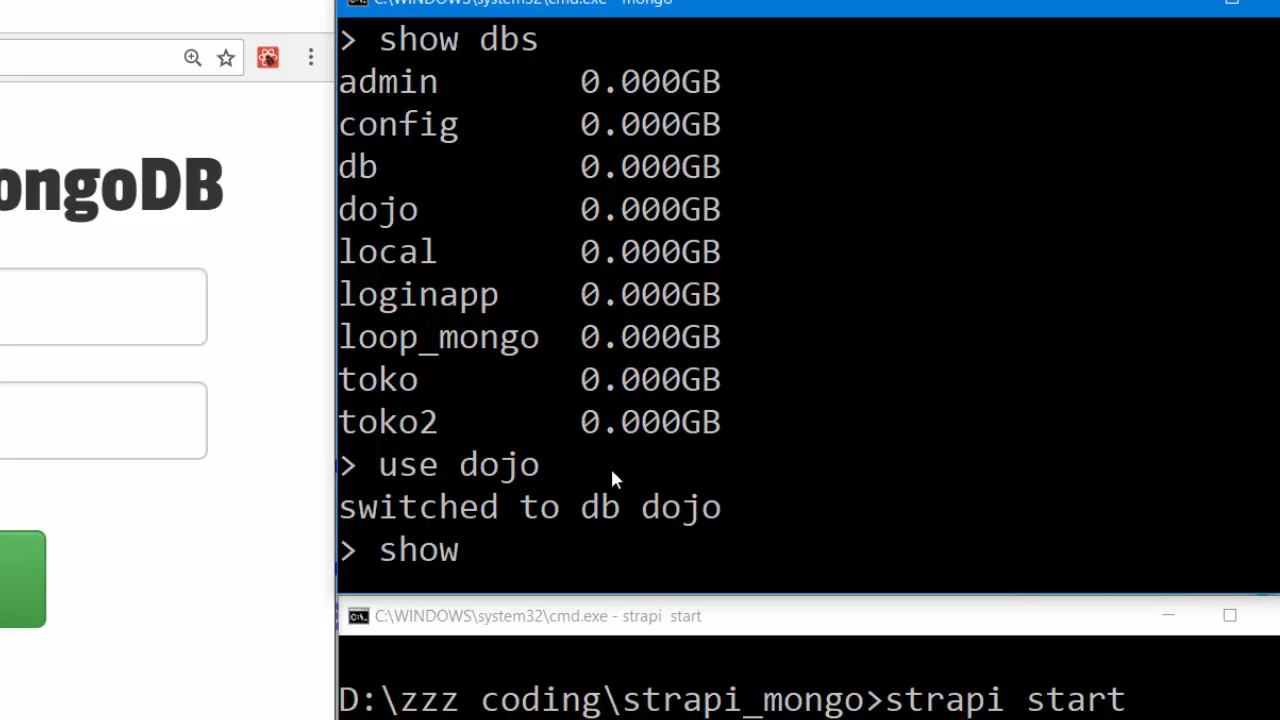 C:\WINDOWS\system32\cmd.exe - mongo
> show dbs
admin 0.000GB
config 0.000GB
db 0.000GB
dojo 0.000GB
local 0.000GB
loginapp 0.000GB
loop_mongo 0.000GB
toko 0.000GB
toko2 0.000GB
> use dojo
switched to db dojo
> show
ongoDB
C:\WINDOWS\system32\cmd.exe - strapi start
D:\zzz coding\strapi_mongo>strapi start